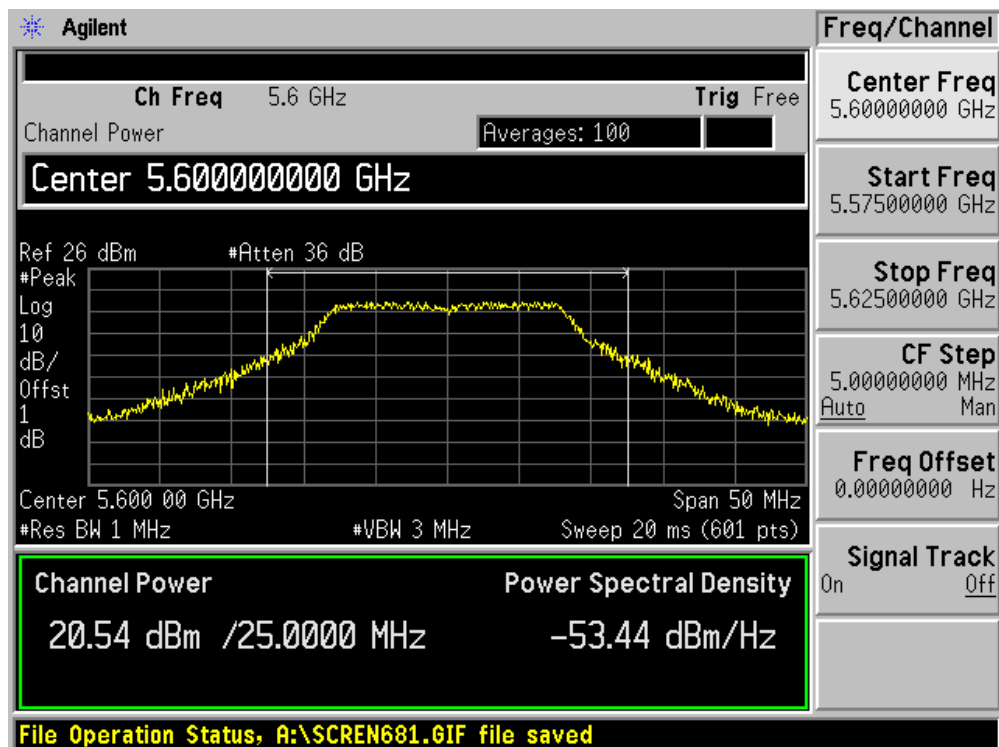 Agilent
Freq/Channel
Ch Freq 5.6 GHz Trig Free
Channel Power Averages: 100
Center 5.600000000 GHz
Ref 26 dBm #Atten 36 dB
#Peak
Log
10
dB/
Offst
1
dB
Center 5.600 00 GHz Span 50 MHz
#Res BW 1 MHz #VBW 3 MHz Sweep 20 ms (601 pts)
Channel Power Power Spectral Density
20.54 dBm /25.0000 MHz -53.44 dBm/Hz
File Operation Status, A:\SCREN681.GIF file saved
Center Freq
5.60000000 GHz
Start Freq
5.57500000 GHz
Stop Freq
5.62500000 GHz
CF Step
5.00000000 MHz
Auto Man
Freq Offset
0.00000000 Hz
Signal Track
On Off